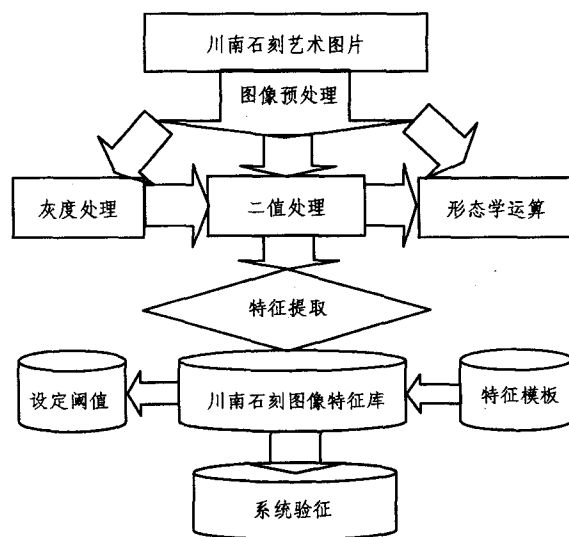 川南石刻艺术图片
图像预处理
灰度处理
二值处理
形态学运算
特征提取
设定阈值
川南石刻图像特征库
特征模板
系统验征